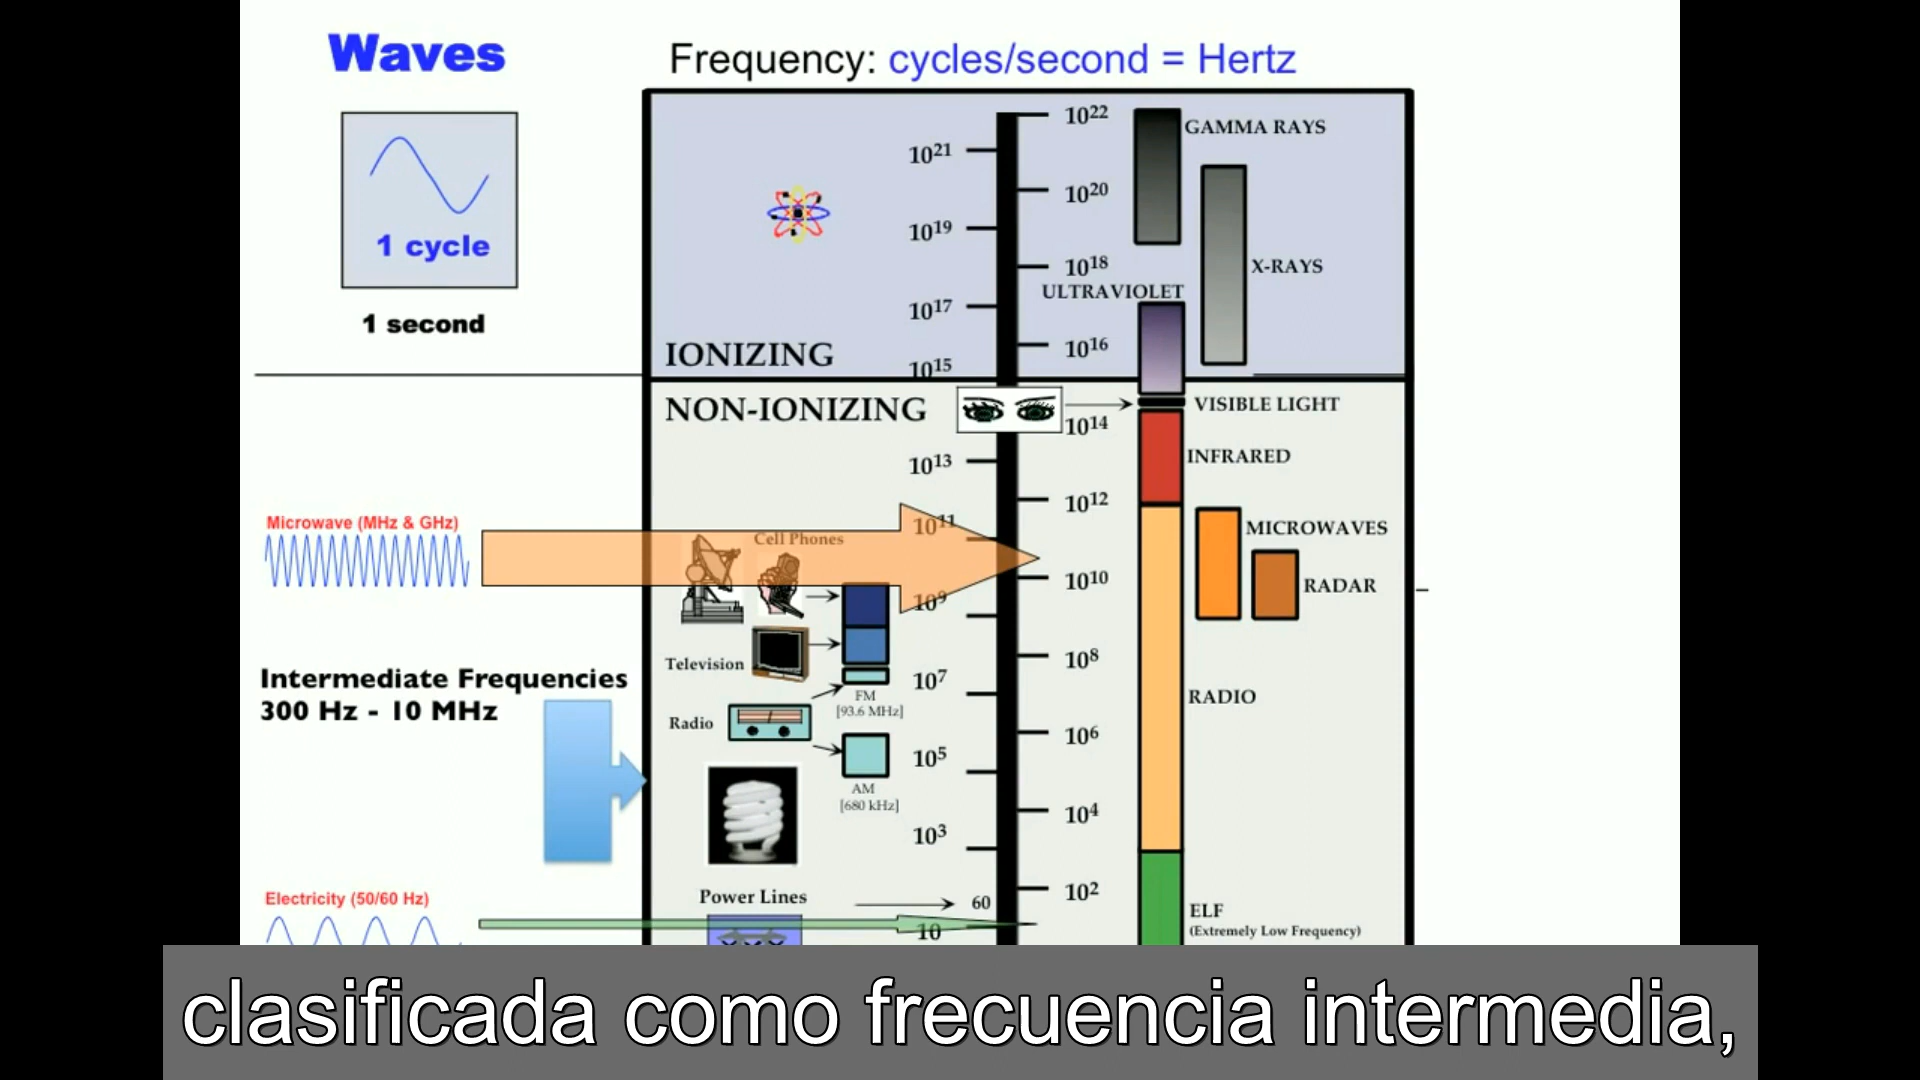 Waves
Frequency: cycles/second = Hertz
1 cycle
1 second
10²²
GAMMA RAYS
10²¹
10²⁰
10¹⁹
10¹⁸
X-RAYS
ULTRAVIOLET
10¹⁷
10¹⁶
IONIZING
10¹⁵
NON-IONIZING
VISIBLE LIGHT
10¹⁴
INFRARED
10¹³
10¹²
Microwave (MHz & GHz)
10¹¹
MICROWAVES
Cell Phones
10¹⁰
RADAR
10⁹
Television
10⁸
Intermediate Frequencies
300 Hz - 10 MHz
10⁷
FM
[93.6 MHz]
RADIO
Radio
10⁶
10⁵
AM
[680 kHz]
10⁴
10³
Electricity (50/60 Hz)
Power Lines
60
10²
ELF
(Extremely Low Frequency)
10
clasificada como frecuencia intermedia,